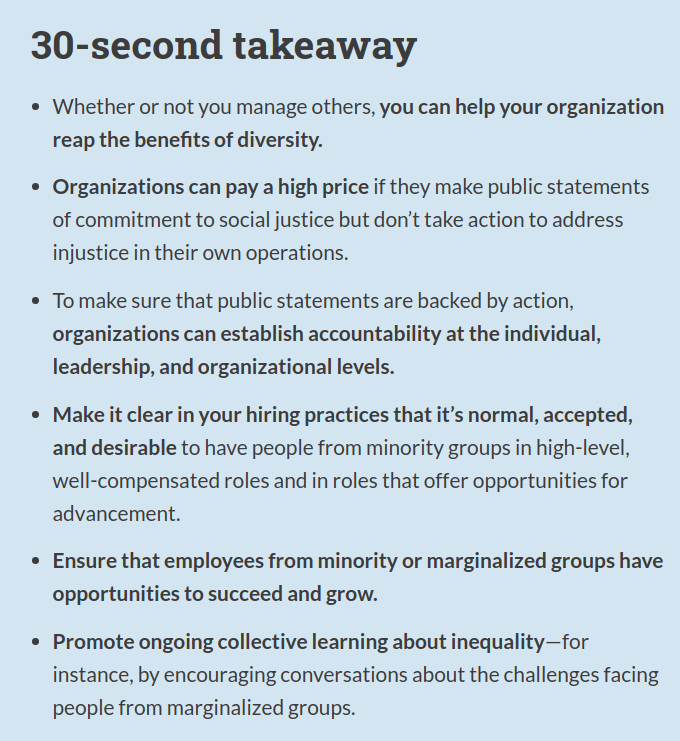 30-second takeaway
• Whether or not you manage others, you can help your organization
reap the benefits of diversity.
• Organizations can pay a high price if they make public statements
of commitment to social justice but don’t take action to address
injustice in their own operations.
• To make sure that public statements are backed by action,
organizations can establish accountability at the individual,
leadership, and organizational levels.
• Make it clear in your hiring practices that it’s normal, accepted,
and desirable to have people from minority groups in high-level,
well-compensated roles and in roles that offer opportunities for
advancement.
• Ensure that employees from minority or marginalized groups have
opportunities to succeed and grow.
• Promote ongoing collective learning about inequality—for
instance, by encouraging conversations about the challenges facing
people from marginalized groups.